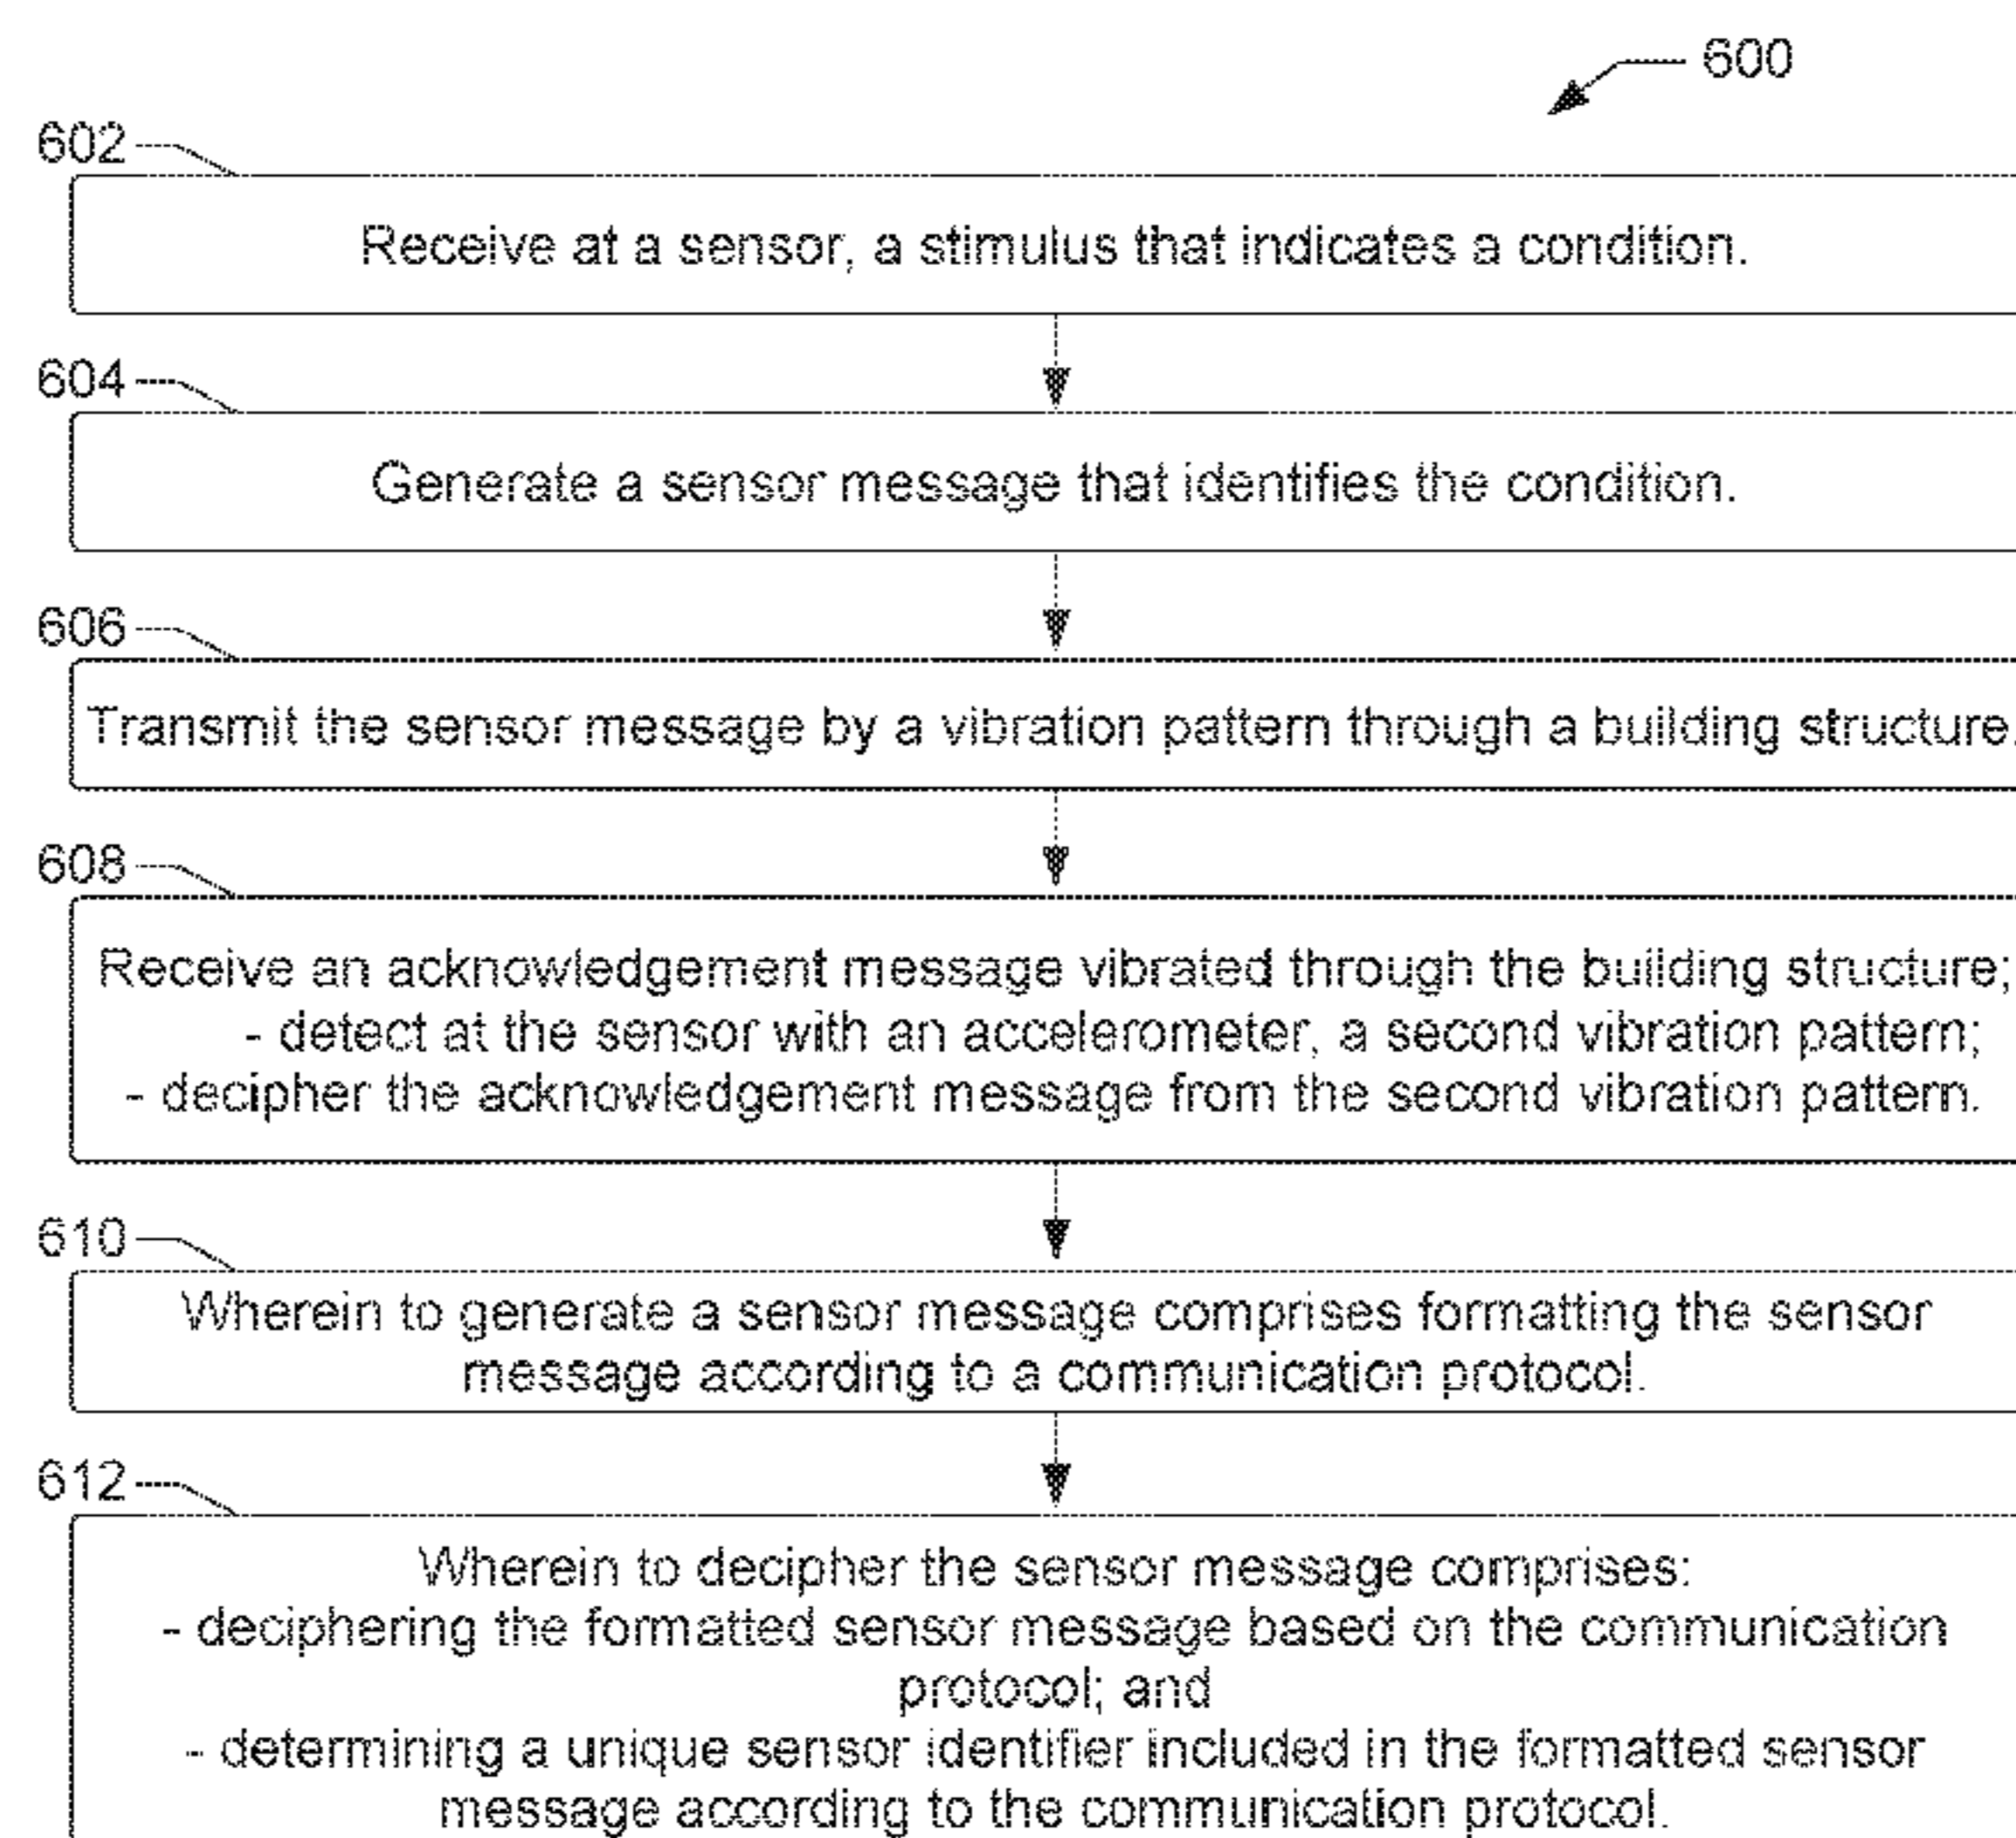 600
602
Receive at a sensor, a stimulus that indicates a condition.
604
Generate a sensor message that identifies the condition.
606
Transmit the sensor message by a vibration pattern through a building structure.
608
Receive an acknowledgement message vibrated through the building structure;
- detect at the sensor with an accelerometer, a second vibration pattern;
- decipher the acknowledgement message from the second vibration pattern.
610
Wherein to generate a sensor message comprises formatting the sensor
message according to a communication protocol.
612
Wherein to decipher the sensor message comprises:
- deciphering the formatted sensor message based on the communication
protocol; and
- determining a unique sensor identifier included in the formatted sensor
message according to the communication protocol.